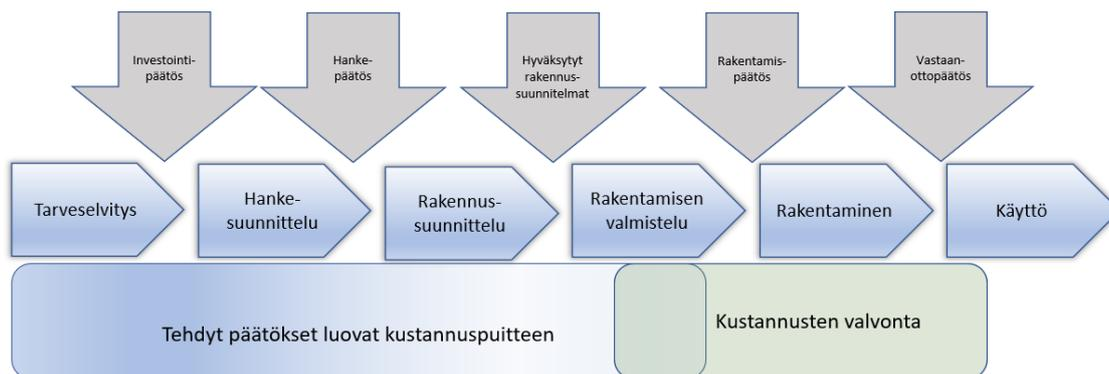 Investointi-
päätös
Hanke-
päätös
Hyväksytyt
rakennus-
suunnitelmat
Rakentamis-
päätös
Vastaan-
ottopäätös
Tarveselvitys
Hanke-
suunnittelu
Rakennus-
suunnittelu
Rakentamisen
valmistelu
Rakentaminen
Käyttö
Tehdyt päätökset luovat kustannuspuitteen
Kustannusten valvonta